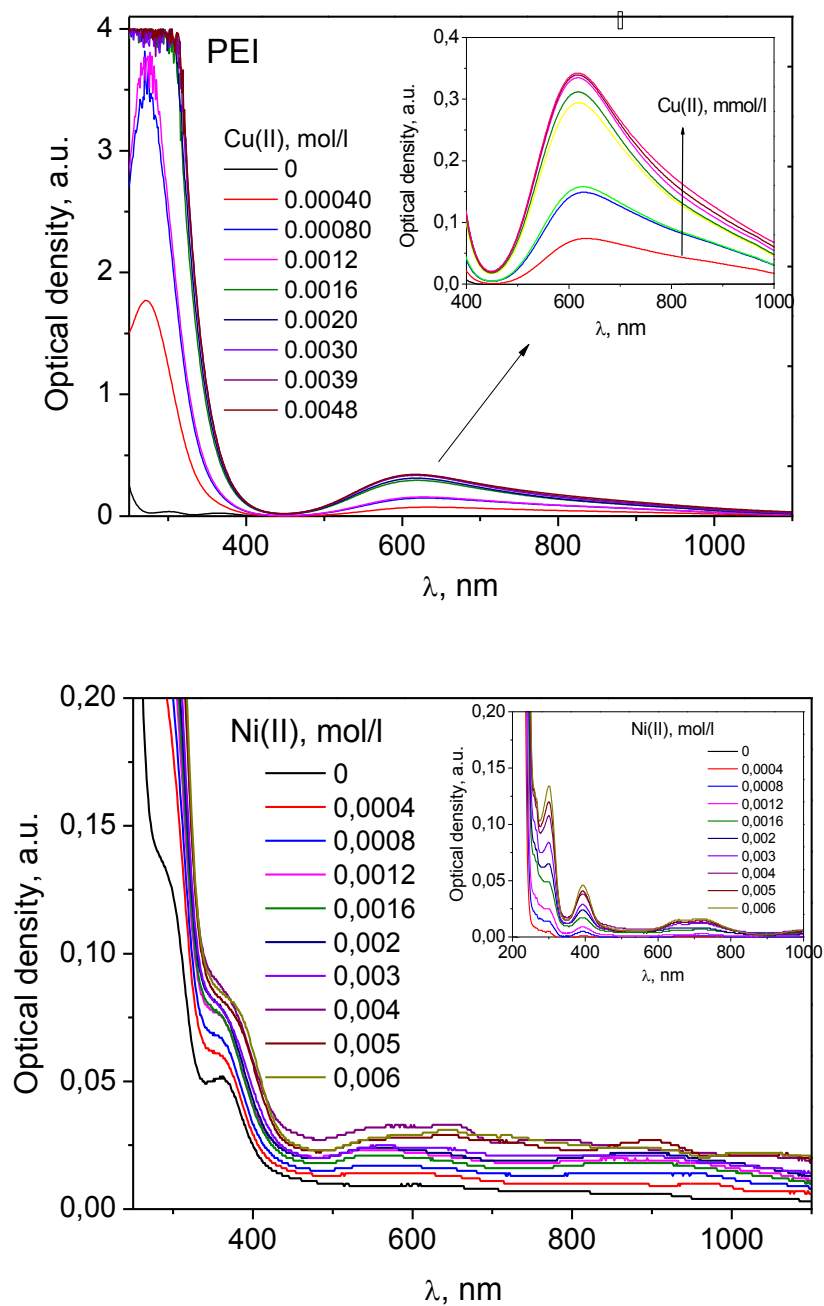 PEI
Cu(II), mol/l
0
0.00040
0.00080
0.0012
0.0016
0.0020
0.0030
0.0039
0.0048
4
3
2
1
0
Optical density, a.u.
400 600 800 1000
λ, nm
0,4
0,3
0,2
0,1
0,0
Optical density, a.u.
Cu(II), mmol/l
400 600 800 1000
λ, nm
0,20
0,15
0,10
0,05
0,00
Optical density, a.u.
Ni(II), mol/l
0
0,0004
0,0008
0,0012
0,0016
0,002
0,003
0,004
0,005
0,006
400 600 800 1000
λ, nm
0,20
0,15
0,10
0,05
0,00
Optical density, a.u.
Ni(II), mol/l
0
0,0004
0,0008
0,0012
0,0016
0,002
0,003
0,004
0,005
0,006
200 400 600 800 1000
λ, nm